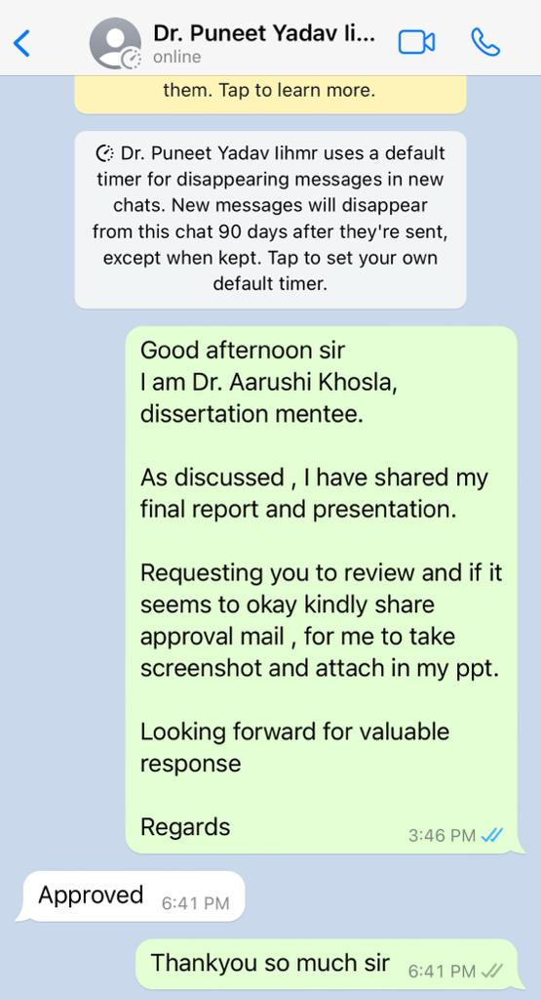 Dr. Puneet Yadav Ii...
online
them. Tap to learn more.
Dr. Puneet Yadav Iihmr uses a default
timer for disappearing messages in new
chats. New messages will disappear
from this chat 90 days after they're sent,
except when kept. Tap to set your own
default timer.
Good afternoon sir
I am Dr. Aarushi Khosla,
dissertation mentee.
As discussed , I have shared my
final report and presentation.
Requesting you to review and if it
seems to okay kindly share
approval mail , for me to take
screenshot and attach in my ppt.
Looking forward for valuable
response
Regards
3:46 PM
Approved 6:41 PM
Thankyou so much sir 6:41 PM